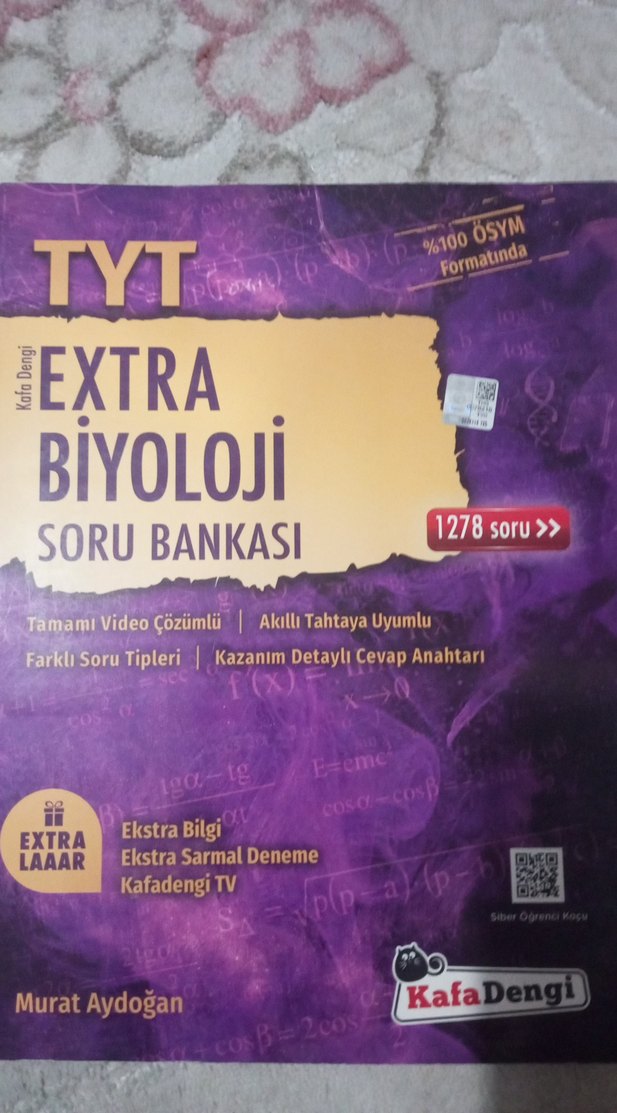 TYT
%100 ÖSYM
Formatında
Kafa Dengi
EXTRA
BİYOLOJİ
SORU BANKASI
1278 soru >>
Tamamı Video Çözümlü | Akıllı Tahtaya Uyumlu
Farklı Soru Tipleri | Kazanım Detaylı Cevap Anahtarı
EXTRA
LAAAR
Ekstra Bilgi
Ekstra Sarmal Deneme
Kafadengi TV
Siber Öğrenci Koçu
Murat Aydoğan
KafaDengi